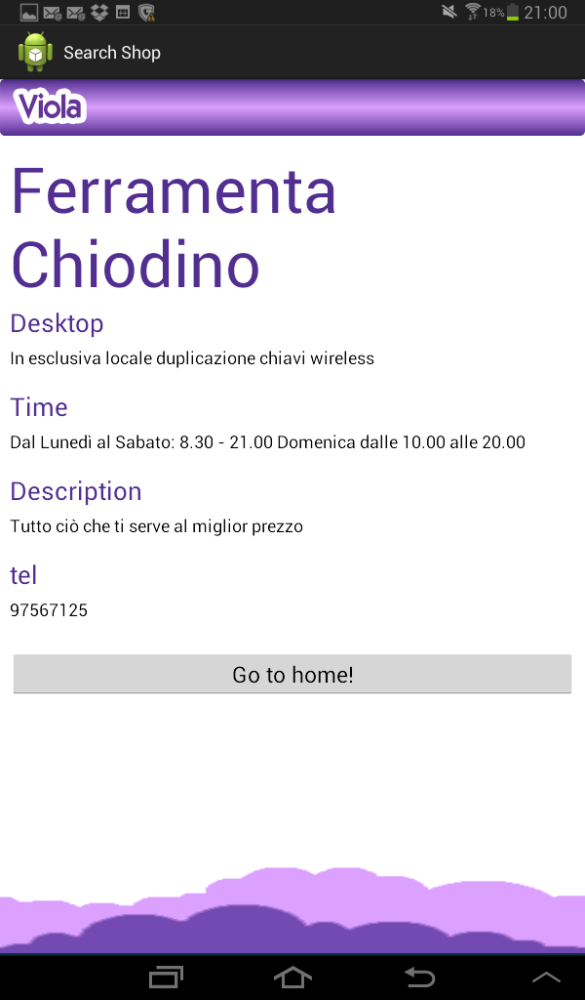 18% 21:00
Search Shop
Viola
Ferramenta
Chiodino
Desktop
In esclusiva locale duplicazione chiavi wireless
Time
Dal Lunedì al Sabato: 8.30 - 21.00 Domenica dalle 10.00 alle 20.00
Description
Tutto ciò che ti serve al miglior prezzo
tel
97567125
Go to home!